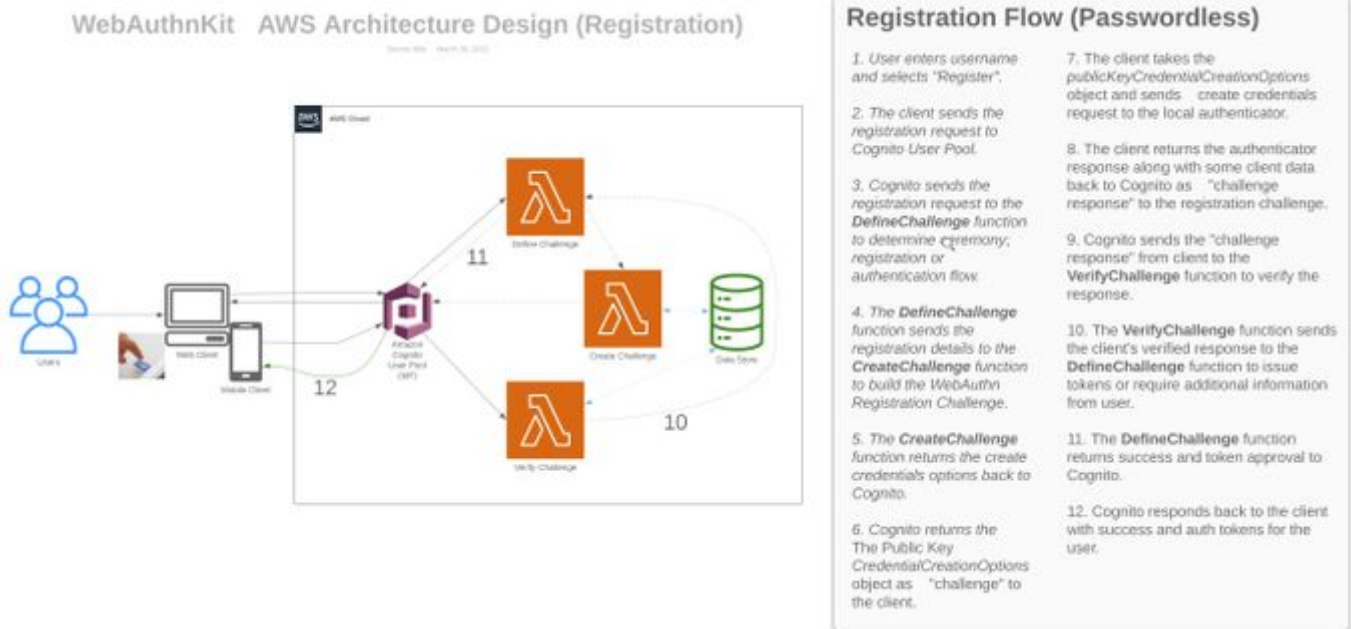 WebAuthnKit AWS Architecture Design (Registration)
aws
AWS Cloud
Define Challenge
11
Create Challenge
Data Store
Users
Web Client
Mobile Client
12
Amazon
Cognito
User Pool
10
Verify Challenge
Registration Flow (Passwordless)
1. User enters username
and selects "Register".
2. The client sends the
registration request to
Cognito User Pool.
3. Cognito sends the
registration request to the
DefineChallenge function
to determine ceremony;
registration or
authentication flow.
4. The DefineChallenge
function sends the
registration details to the
CreateChallenge function
to build the WebAuthn
Registration Challenge.
5. The CreateChallenge
function returns the create
credentials options back to
Cognito.
6. Cognito returns the
The Public Key
CredentialCreationOptions
object as "challenge" to
the client.
7. The client takes the
publicKeyCredentialCreationOptions
object and sends create credentials
request to the local authenticator.
8. The client returns the authenticator
response along with some client data
back to Cognito as "challenge
response" to the registration challenge.
9. Cognito sends the "challenge
response" from client to the
VerifyChallenge function to verify the
response.
10. The VerifyChallenge function sends
the client's verified response to the
DefineChallenge function to issue
tokens or require additional information
from user.
11. The DefineChallenge function
returns success and token approval to
Cognito.
12. Cognito responds back to the client
with success and auth tokens for the
user.